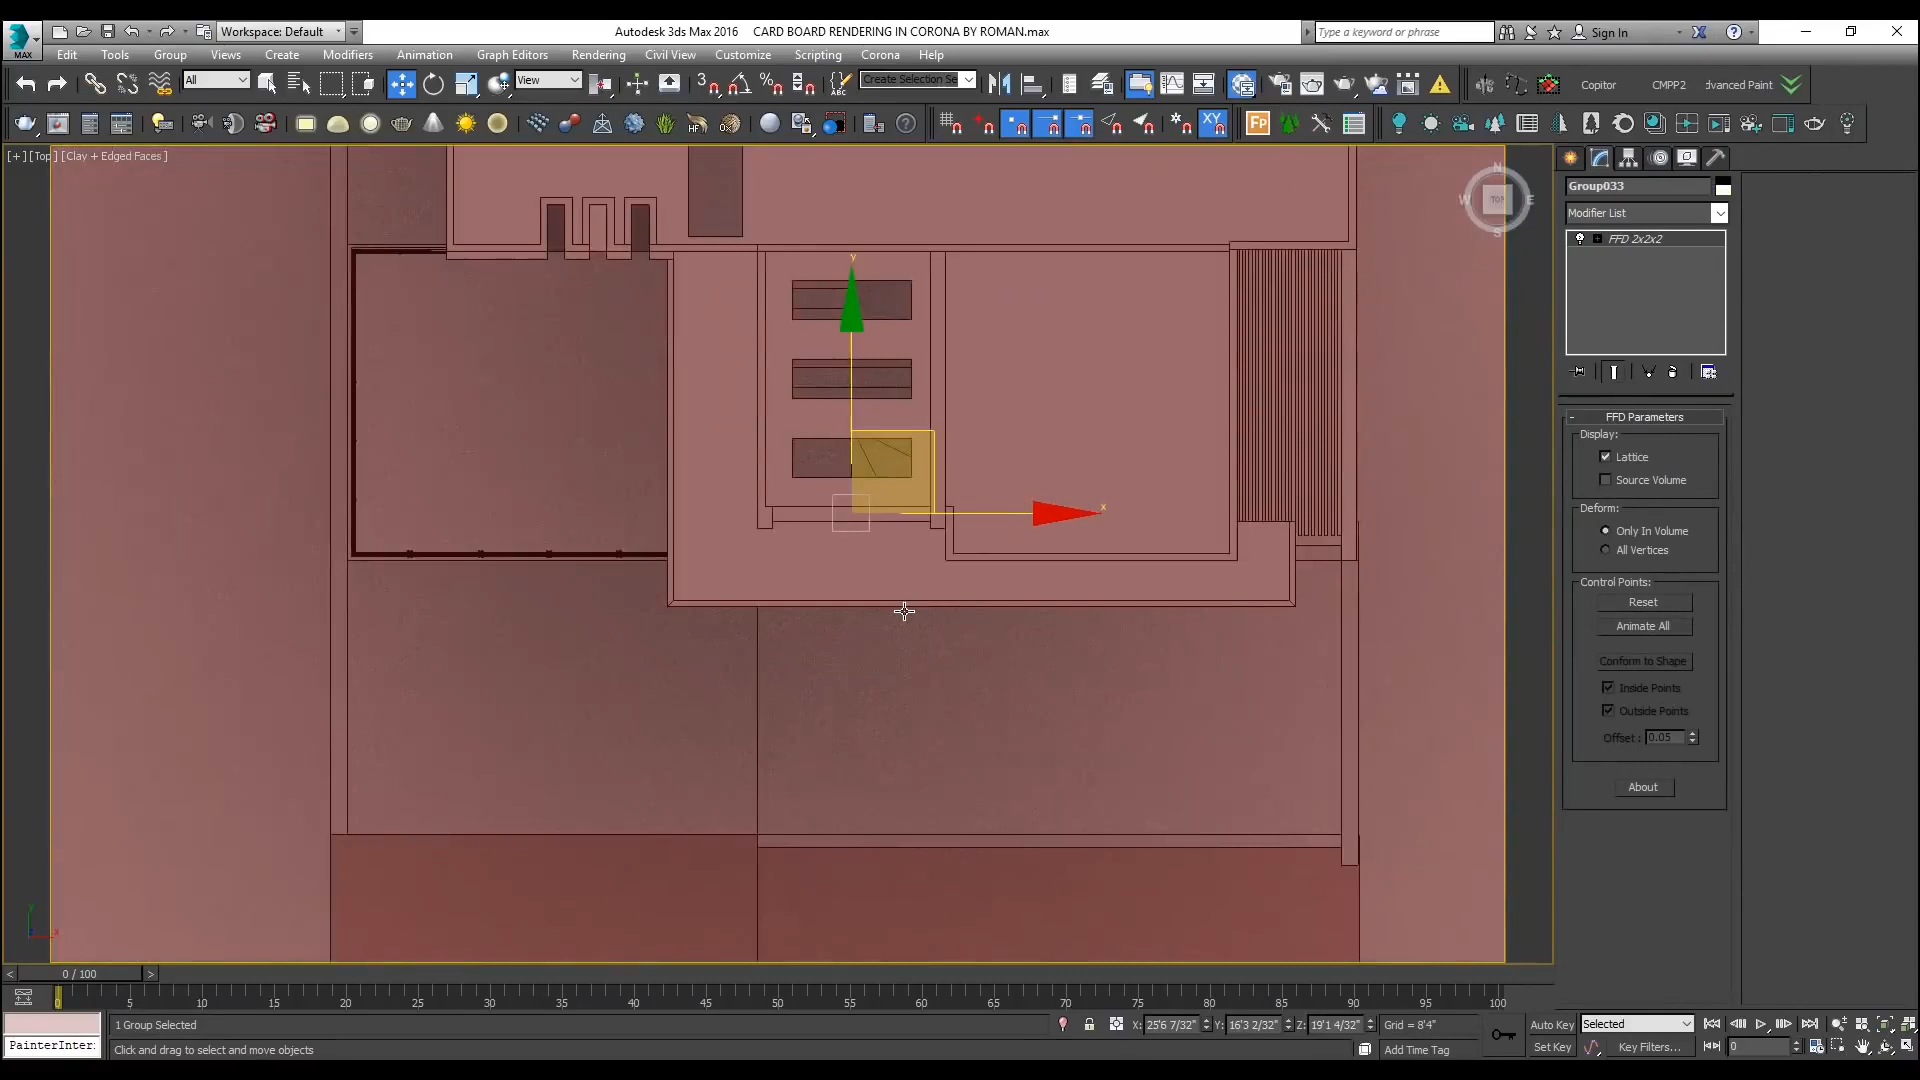 Workspace: Default
Autodesk 3ds Max 2016 CARD BOARD RENDERING IN CORONA BY ROMAN.max
Type a keyword or phrase
Sign In
MAX
Edit Tools Group Views Create Modifiers Animation Graph Editors Rendering Civil View Customize Scripting Corona Help
All
View
Create Selection Se
Copitor CMPP2 dvanced Paint
XY
Fp
HF
[+] [Top] [Clay + Edged Faces]
N
W TOP E
S
Group033
Modifier List
FFD 2x2x2
y
x
FFD Parameters
Display:
Lattice
Source Volume
Deform:
Only In Volume
All Vertices
Control Points:
Reset
Animate All
Conform to Shape
Inside Points
Outside Points
Offset : 0.05
About
y
z x
< 0 / 100 >
0 5 10 15 20 25 30 35 40 45 50 55 60 65 70 75 80 85 90 95 100
1 Group Selected
X: 25'6 7/32" Y: 16'3 2/32" Z: 19'1 4/32" Grid = 8'4"
Auto Key Selected
PainterInter:
Click and drag to select and move objects
Add Time Tag
Set Key Key Filters... 0